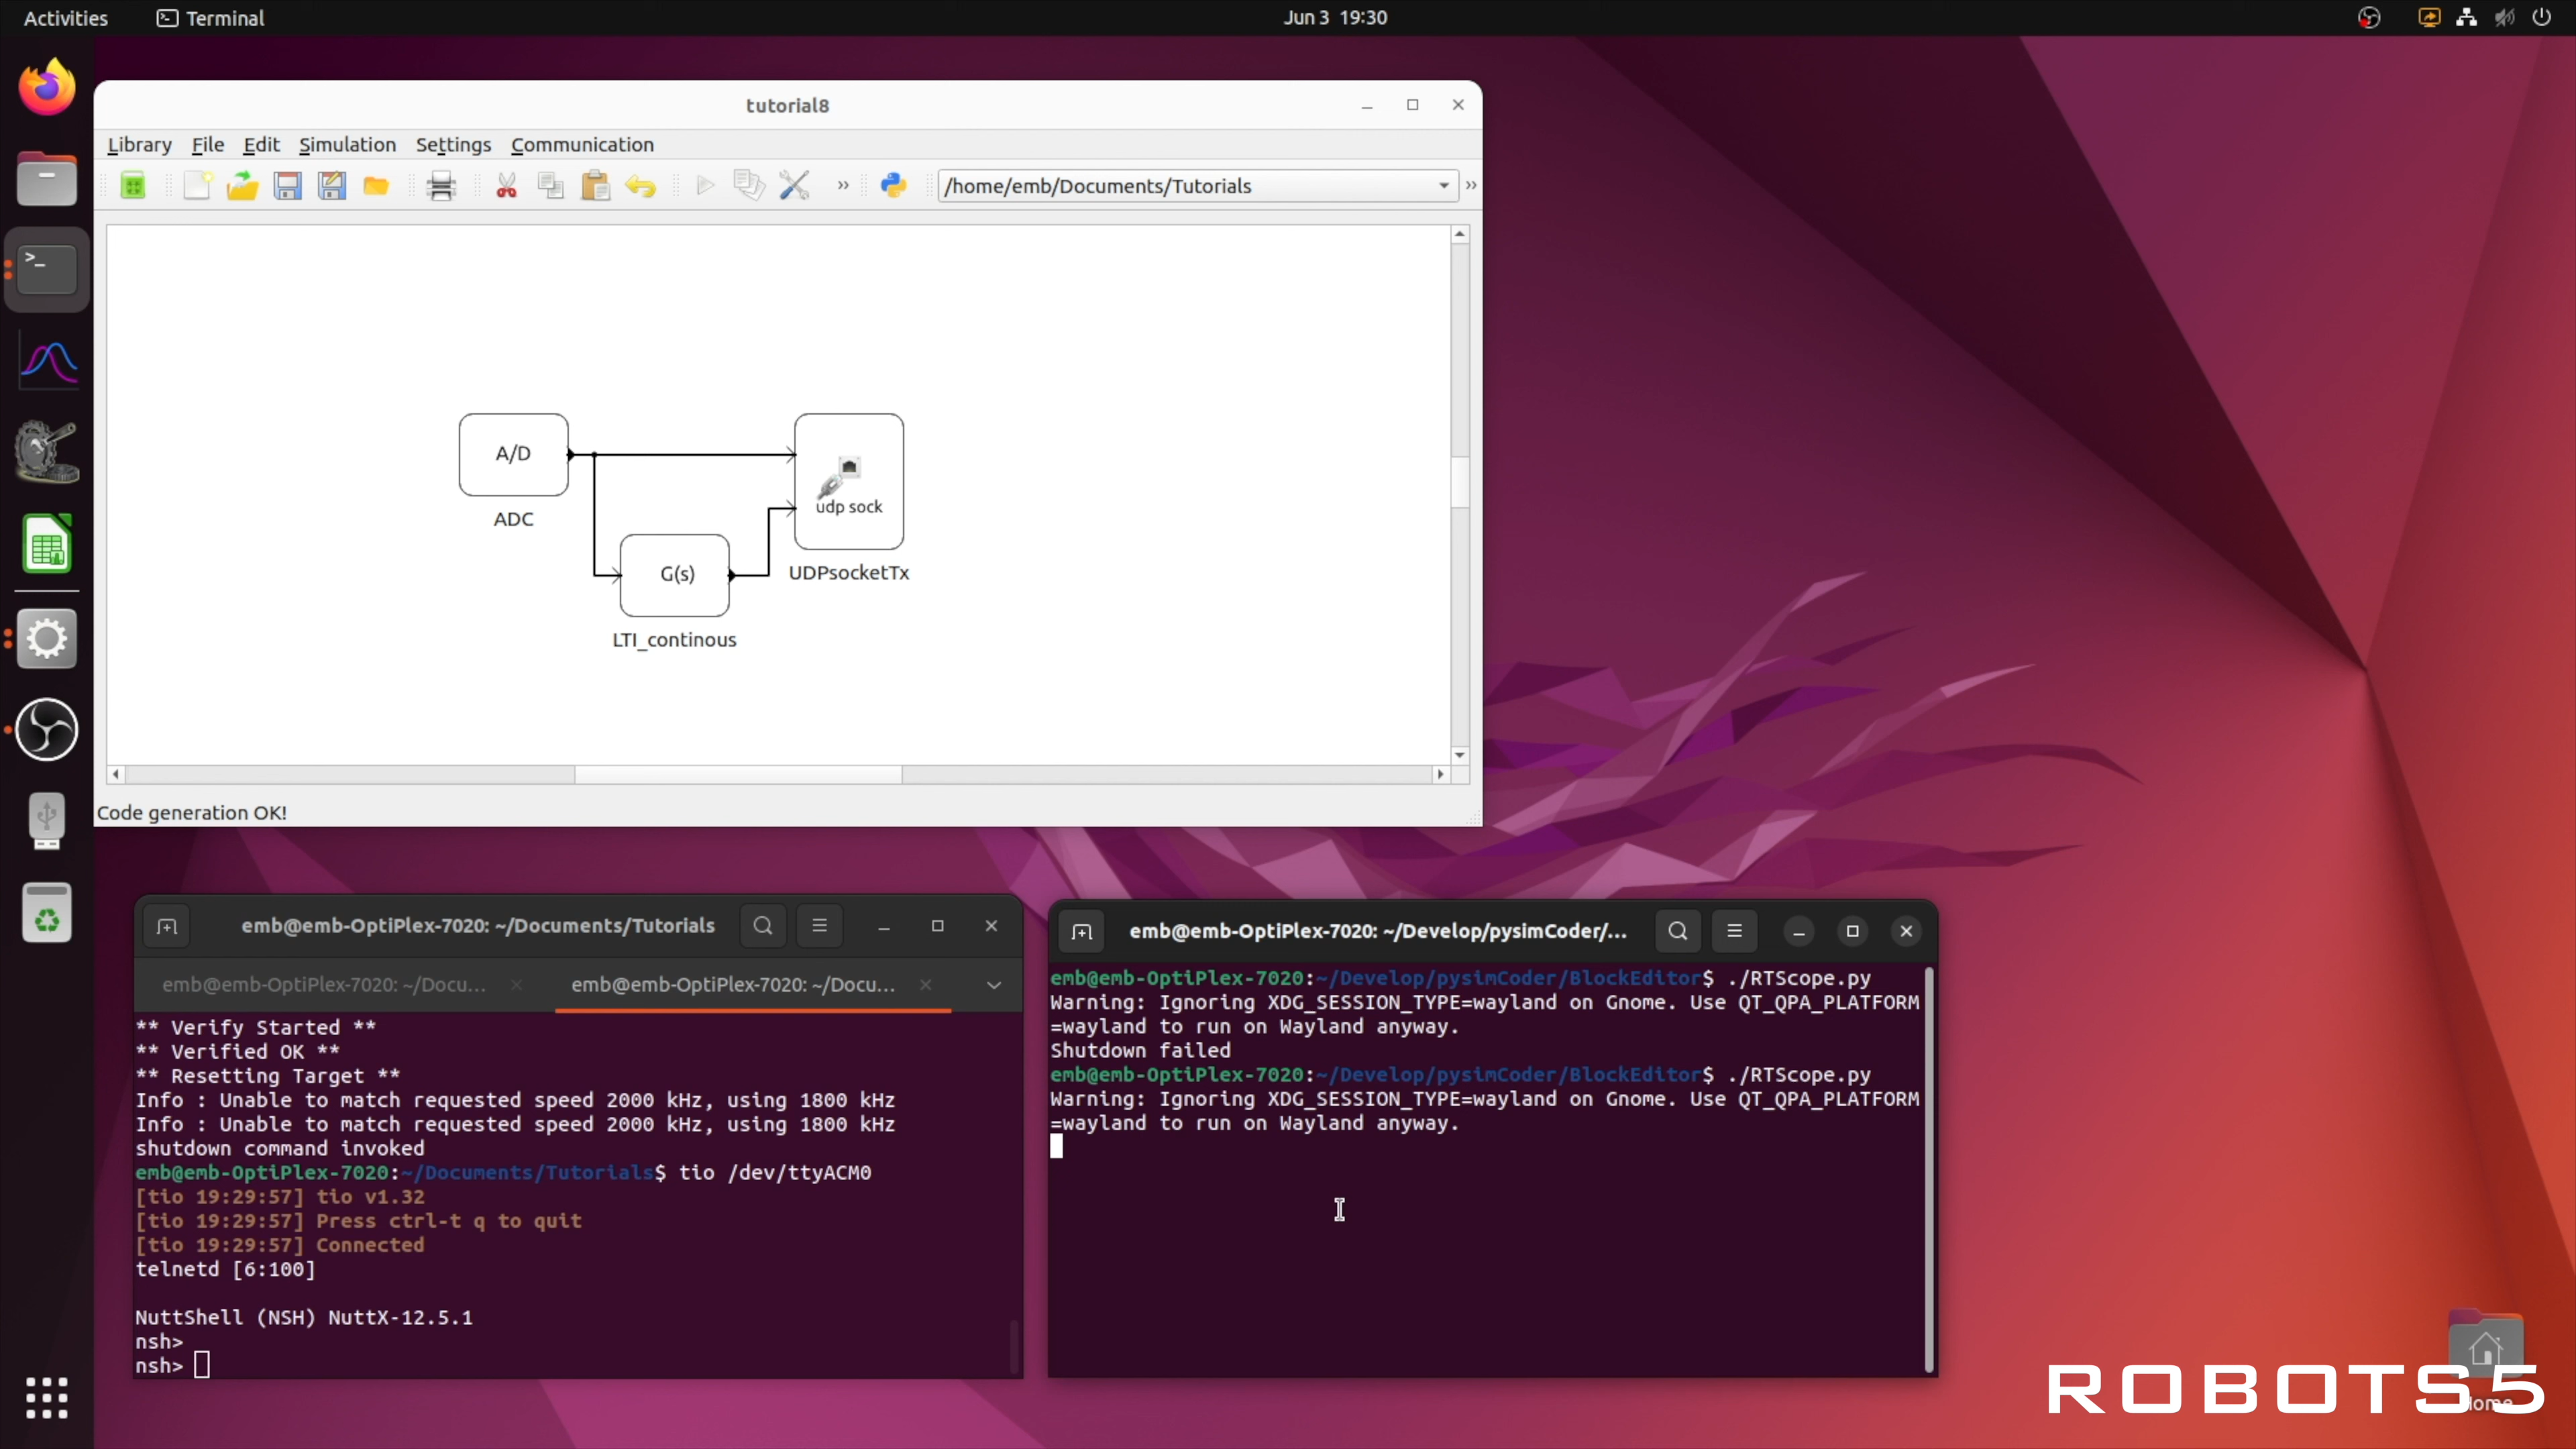 Activities
Terminal
Jun 3 19:30
tutorial8
Library File Edit Simulation Settings Communication
/home/emb/Documents/Tutorials
A/D
ADC
udp sock
UDPsocketTx
G(s)
LTI_continous
Code generation OK!
emb@emb-OptiPlex-7020: ~/Documents/Tutorials
emb@emb-OptiPlex-7020: ~/Docu...
emb@emb-OptiPlex-7020: ~/Docu...
** Verify Started **
** Verified OK **
** Resetting Target **
Info : Unable to match requested speed 2000 kHz, using 1800 kHz
Info : Unable to match requested speed 2000 kHz, using 1800 kHz
shutdown command invoked
emb@emb-OptiPlex-7020:~/Documents/Tutorials$ tio /dev/ttyACM0
[tio 19:29:57] tio v1.32
[tio 19:29:57] Press ctrl-t q to quit
[tio 19:29:57] Connected
telnetd [6:100]
NuttShell (NSH) NuttX-12.5.1
nsh>
nsh>
emb@emb-OptiPlex-7020: ~/Develop/pysimCoder/...
emb@emb-OptiPlex-7020:~/Develop/pysimCoder/BlockEditor$ ./RTScope.py
Warning: Ignoring XDG_SESSION_TYPE=wayland on Gnome. Use QT_QPA_PLATFORM
=wayland to run on Wayland anyway.
Shutdown failed
emb@emb-OptiPlex-7020:~/Develop/pysimCoder/BlockEditor$ ./RTScope.py
Warning: Ignoring XDG_SESSION_TYPE=wayland on Gnome. Use QT_QPA_PLATFORM
=wayland to run on Wayland anyway.
ROBOTS5
Home